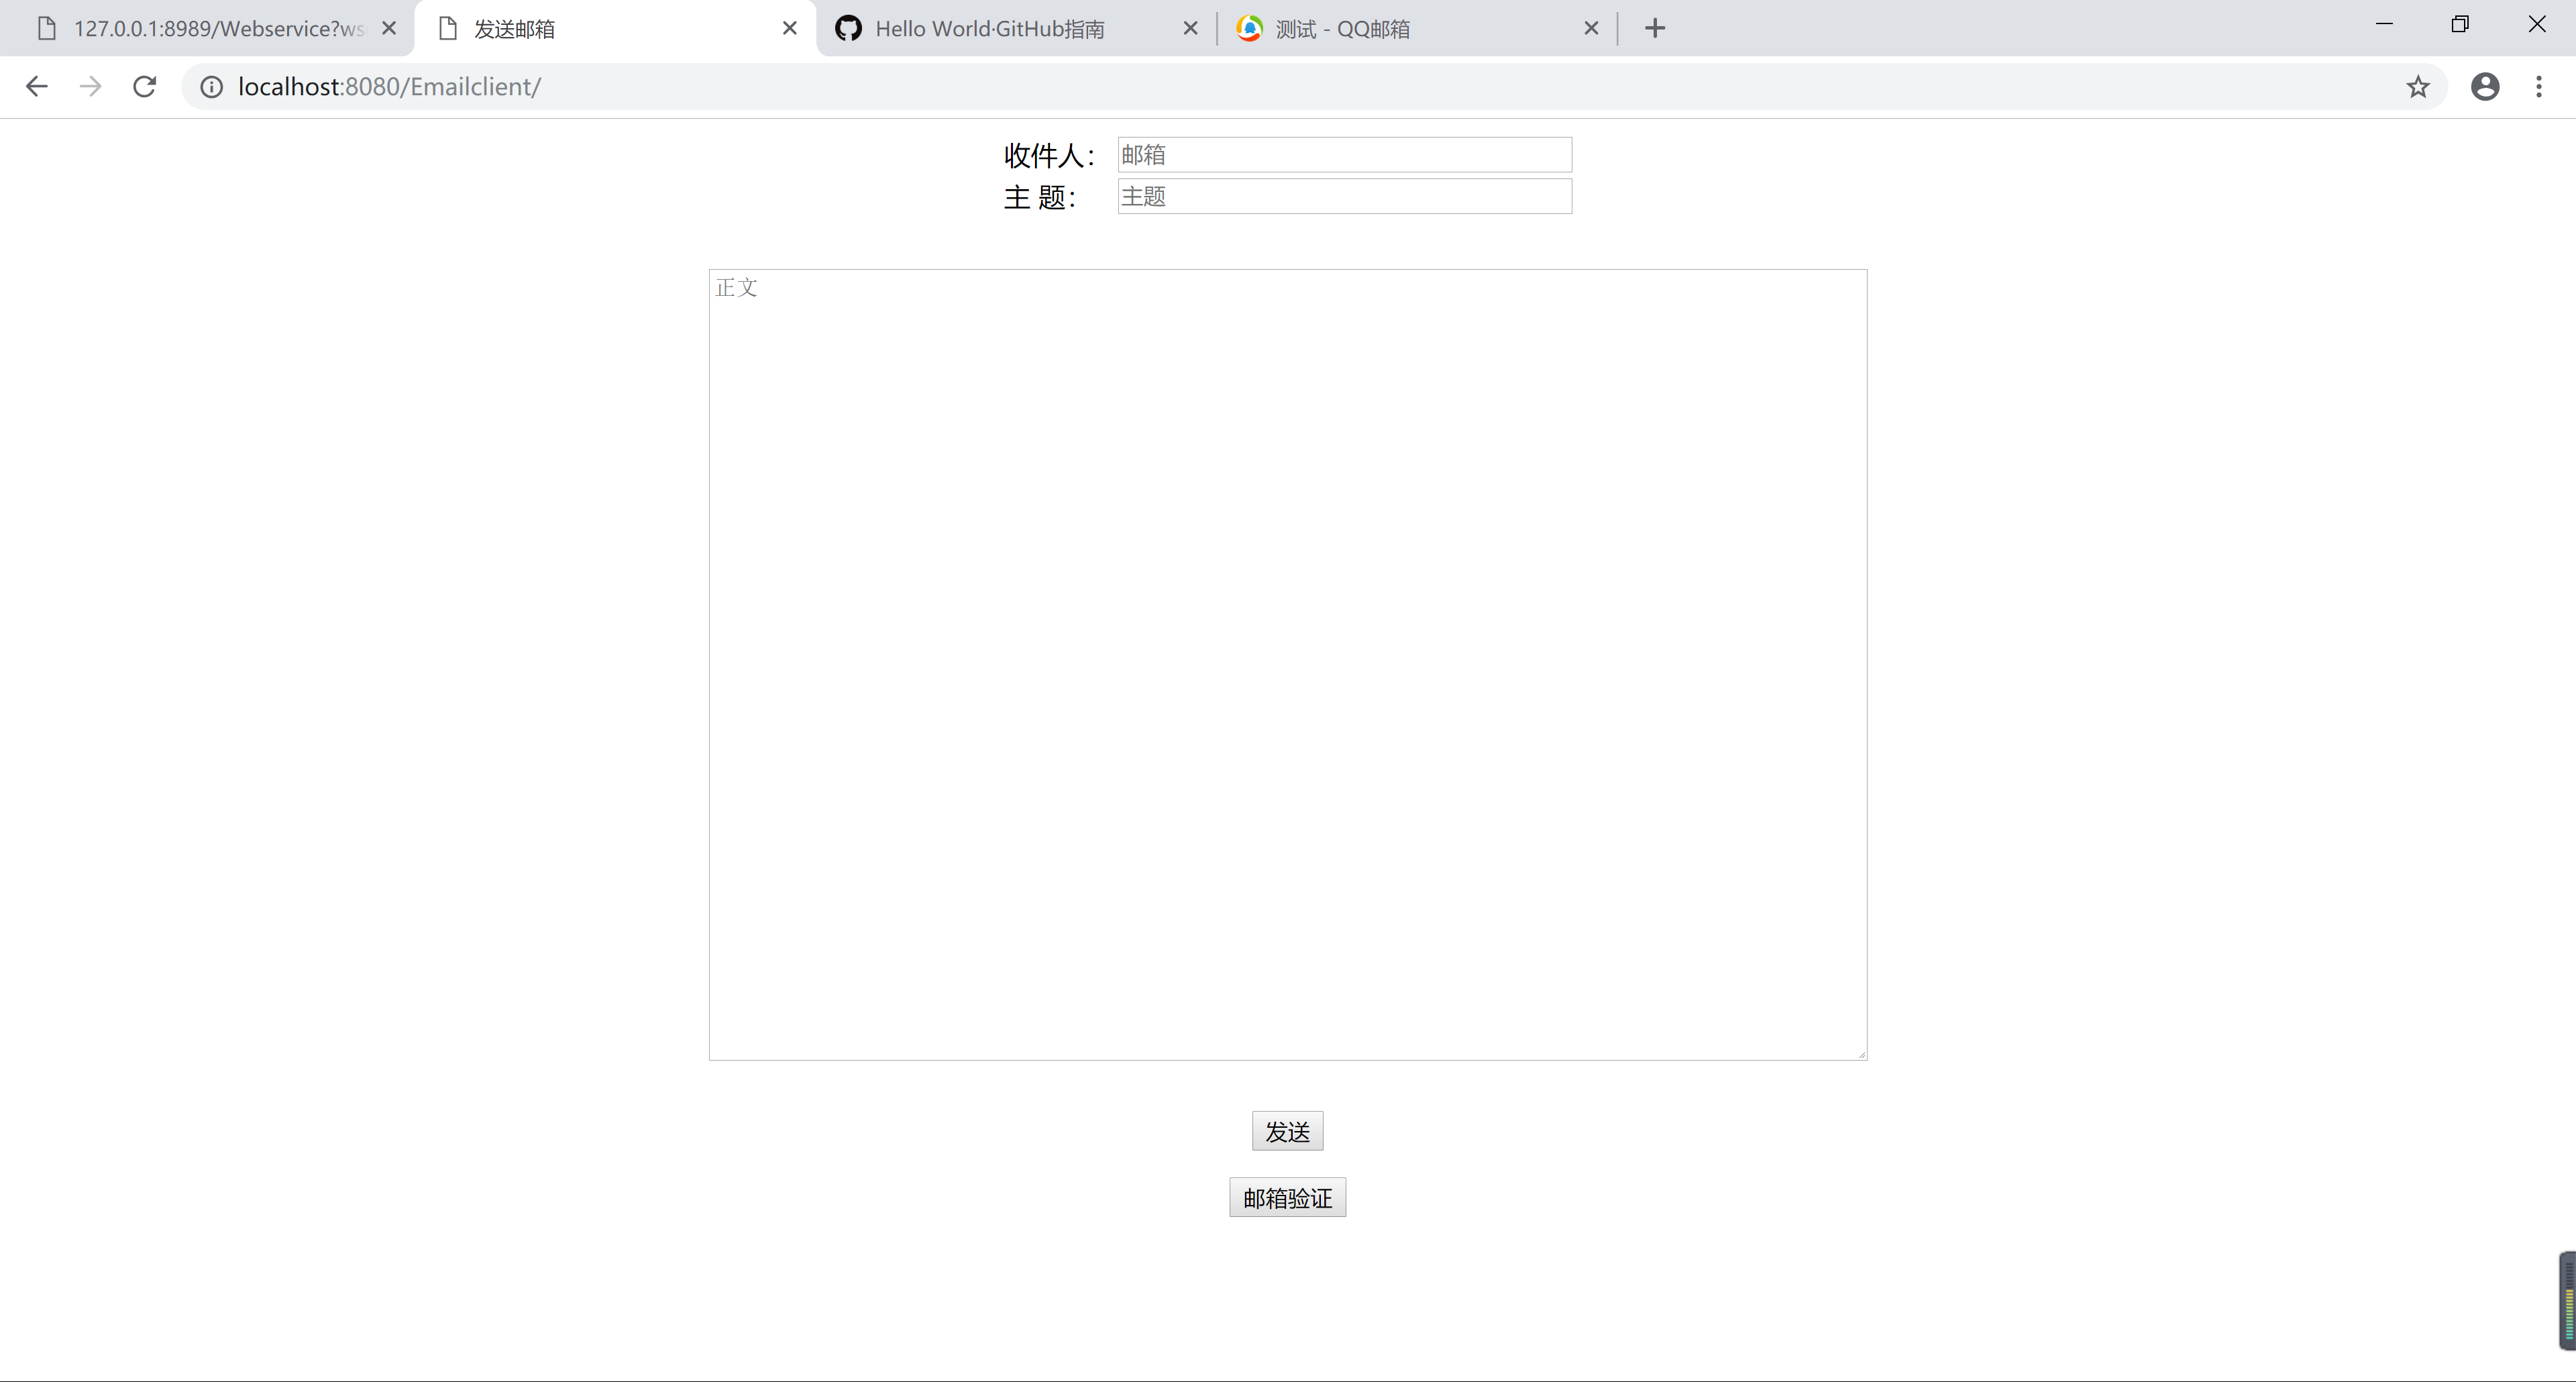 127.0.0.1:8989/Webservice?ws
发送邮箱
Hello World·GitHub指南
测试 - QQ邮箱
localhost:8080/Emailclient/
收件人： 邮箱
主 题： 主题
正文
发送
邮箱验证